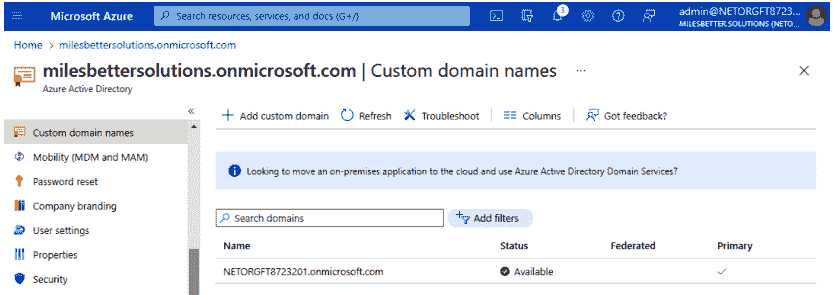 Microsoft Azure
Search resources, services, and docs (G+/)
3
admin@NETORGFT8723...
MILESBETTER.SOLUTIONS (NETO...
Home > milesbettersolutions.onmicrosoft.com
milesbettersolutions.onmicrosoft.com | Custom domain names ...
Azure Active Directory
Add custom domain Refresh Troubleshoot Columns Got feedback?
Custom domain names
Mobility (MDM and MAM)
Password reset
Company branding
User settings
Properties
Security
Looking to move an on-premises application to the cloud and use Azure Active Directory Domain Services?
Search domains
Add filters
Name Status Federated Primary
NETORGFT8723201.onmicrosoft.com Available